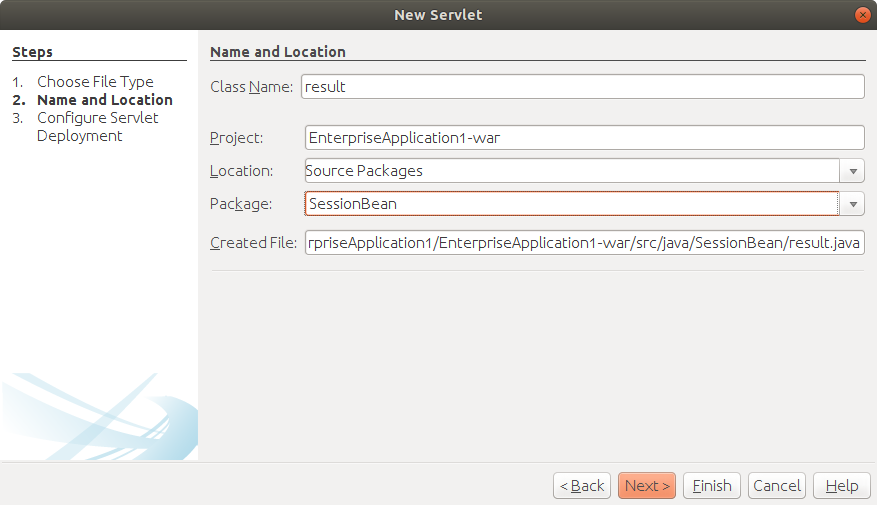 New Servlet
Steps
1. Choose File Type
2. Name and Location
3. Configure Servlet
Deployment
Name and Location
Class Name: result
Project: EnterpriseApplication1-war
Location: Source Packages
Package: SessionBean
Created File: rpriseApplication1/EnterpriseApplication1-war/src/java/SessionBean/result.java
< Back Next > Finish Cancel Help